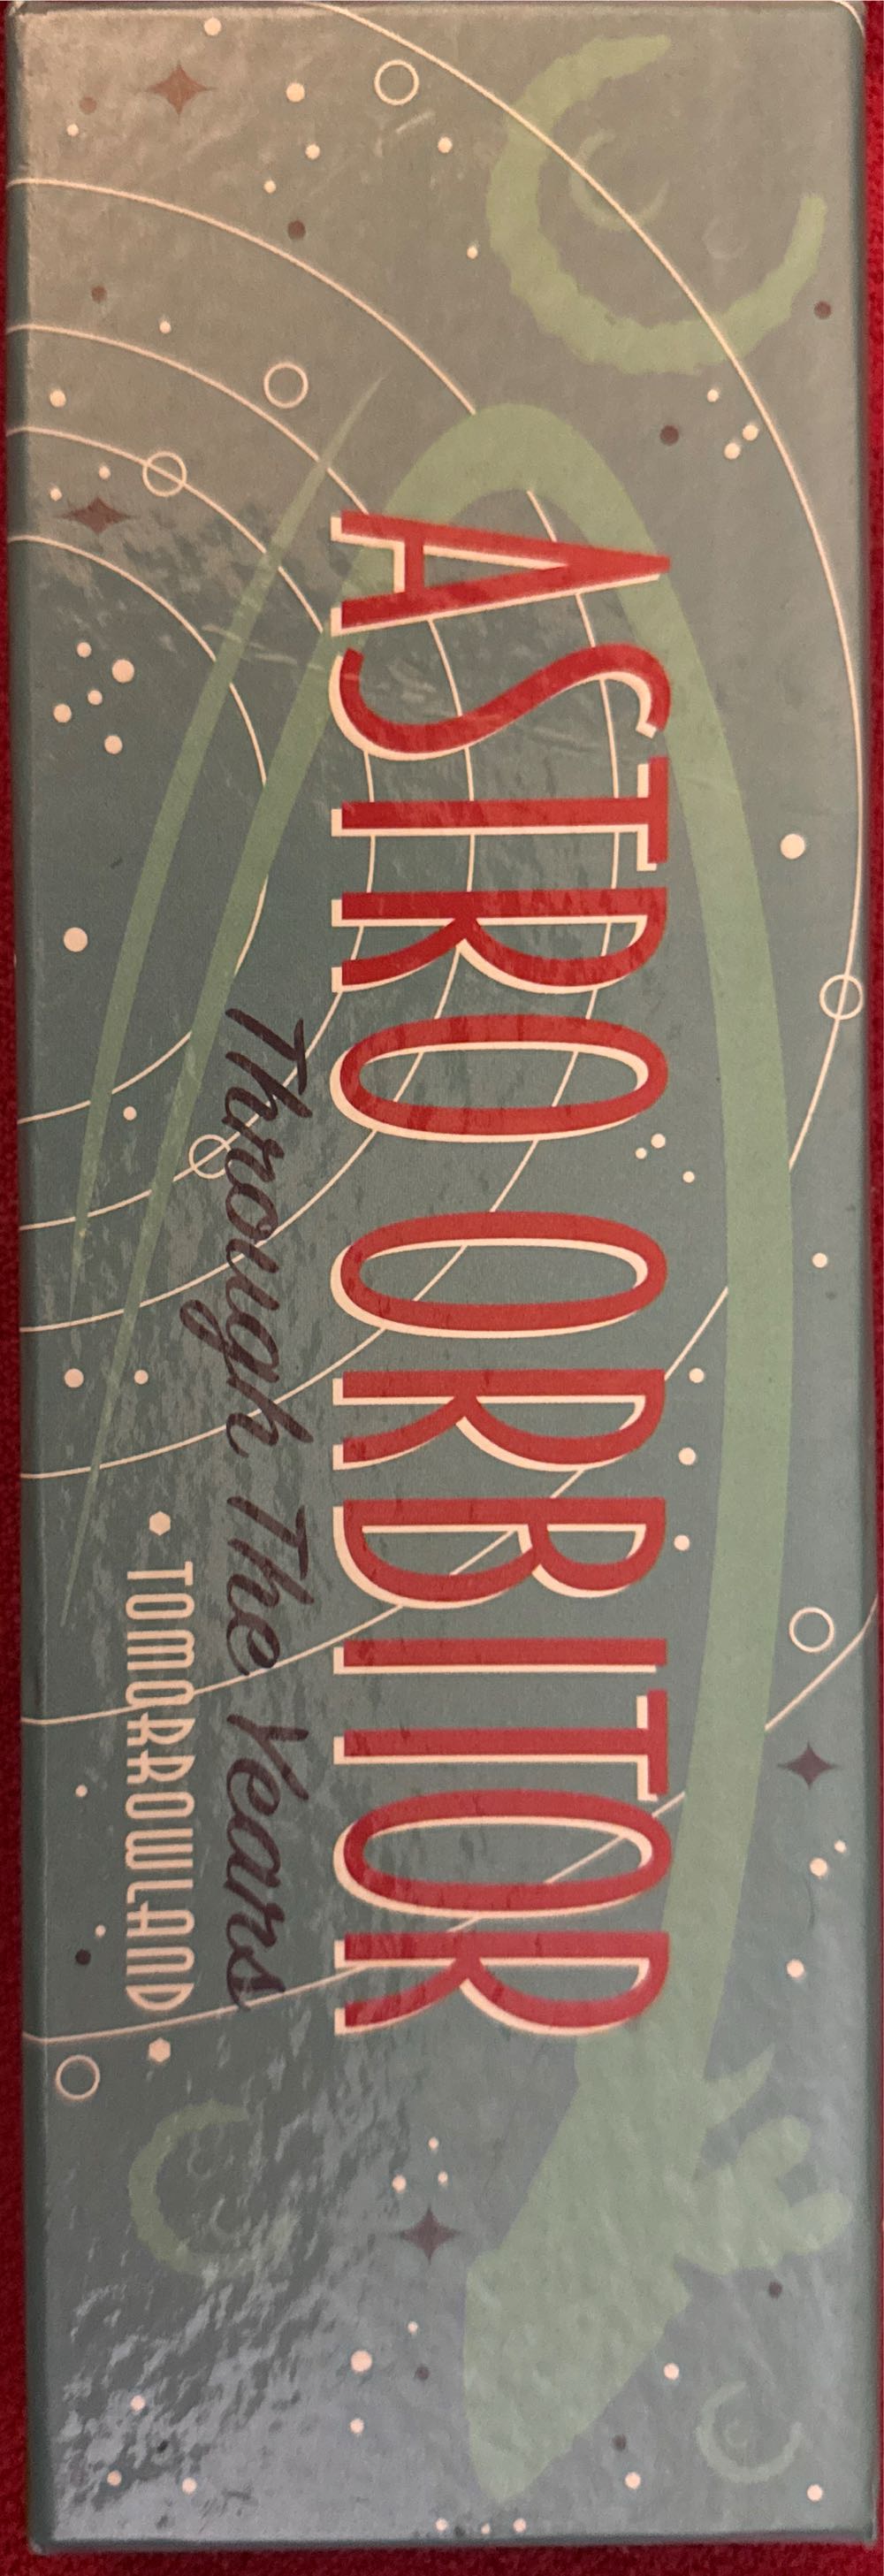 ASTRO ORBITOR
Through The Years
TOMORROWLAND